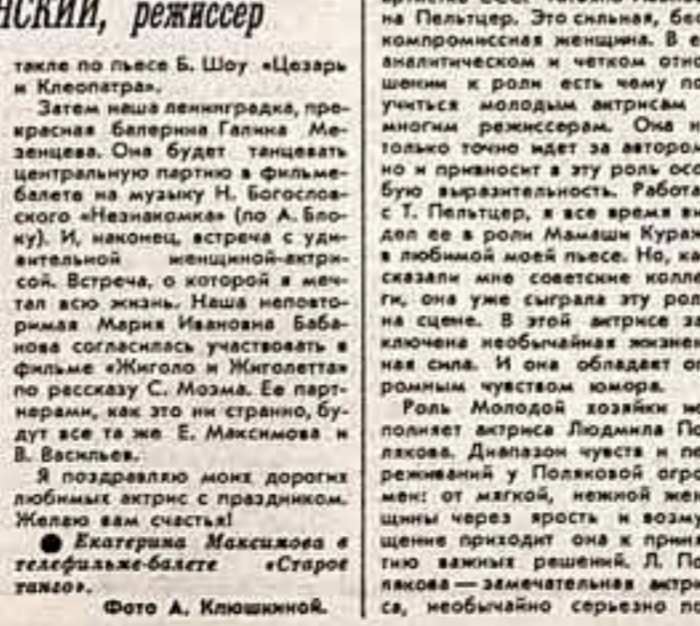 НСКИЙ, режиссер
такле по пьесе Б. Шоу «Цезарь
и Клеопатра».
Затем наша ленинградка, пре-
красная балерина Галина Ме-
зенцева. Она будет танцевать
центральную партию в фильме-
балете на музыку Н. Богослов-
ского «Незнакомка» (по А. Бло-
ку). И, наконец, встреча с уди-
вительной женщиной-актри-
сой. Встреча, о которой я меч-
тал всю жизнь. Наша неповто-
римая Мария Ивановна Баба-
нова согласилась участвовать в
фильме «Жиголо и Жиголетта»
по рассказу С. Моэма. Ее парт-
нерами, как это ни странно, бу-
дут все те же Е. Максимова и
В. Васильев.
Я поздравляю моих дорогих
любимых актрис с праздником.
Желаю вам счастья!
● Екатерина Максимова в
телефильме-балете «Старое
танго».
Фото А. Клюшкиной.
на Пельтцер. Это сильная, бес
компромиссная женщина. В е
аналитическом и четком отно
шении к роли есть чему по
учиться молодым актрисам
многим режиссерам. Она н
только точно идет за автором
но и привносит в эту роль осо
бую выразительность. Работа
с Т. Пельтцер, я все время ви
дел ее в роли Мамаши Кураж
в любимой моей пьесе. Но, ка
сказали мне советские колле
ги, она уже сыграла эту рол
на сцене. В этой актрисе за
ключена необычайная жизнен
ная сила. И она обладает ог
ромным чувством юмора.
Роль Молодой хозяйки ис
полняет актриса Людмила По
лякова. Диапазон чувств и пе
реживаний у Поляковой огро
мен: от мягкой, нежной жен
щины через ярость и возму
щение приходит она к приня
тию важных решений. Л. По
лякова — замечательная актри
са, необычайно серьезно по